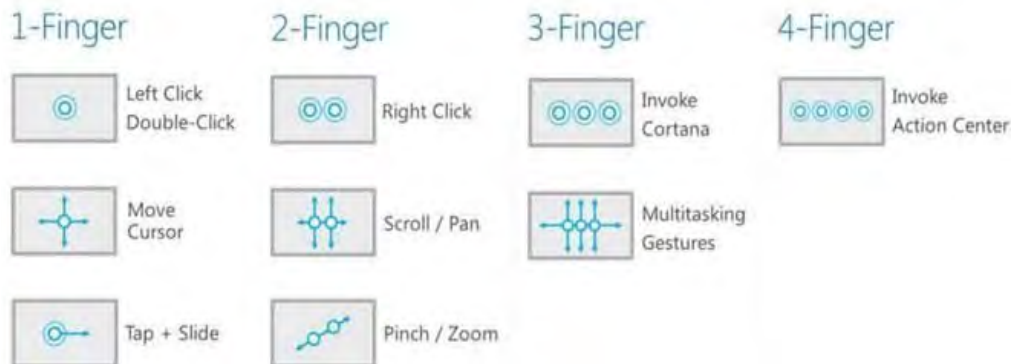 1-Finger
Left Click
Double-Click
Move
Cursor
Tap + Slide
2-Finger
Right Click
Scroll / Pan
Pinch / Zoom
3-Finger
Invoke
Cortana
Multitasking
Gestures
4-Finger
Invoke
Action Center